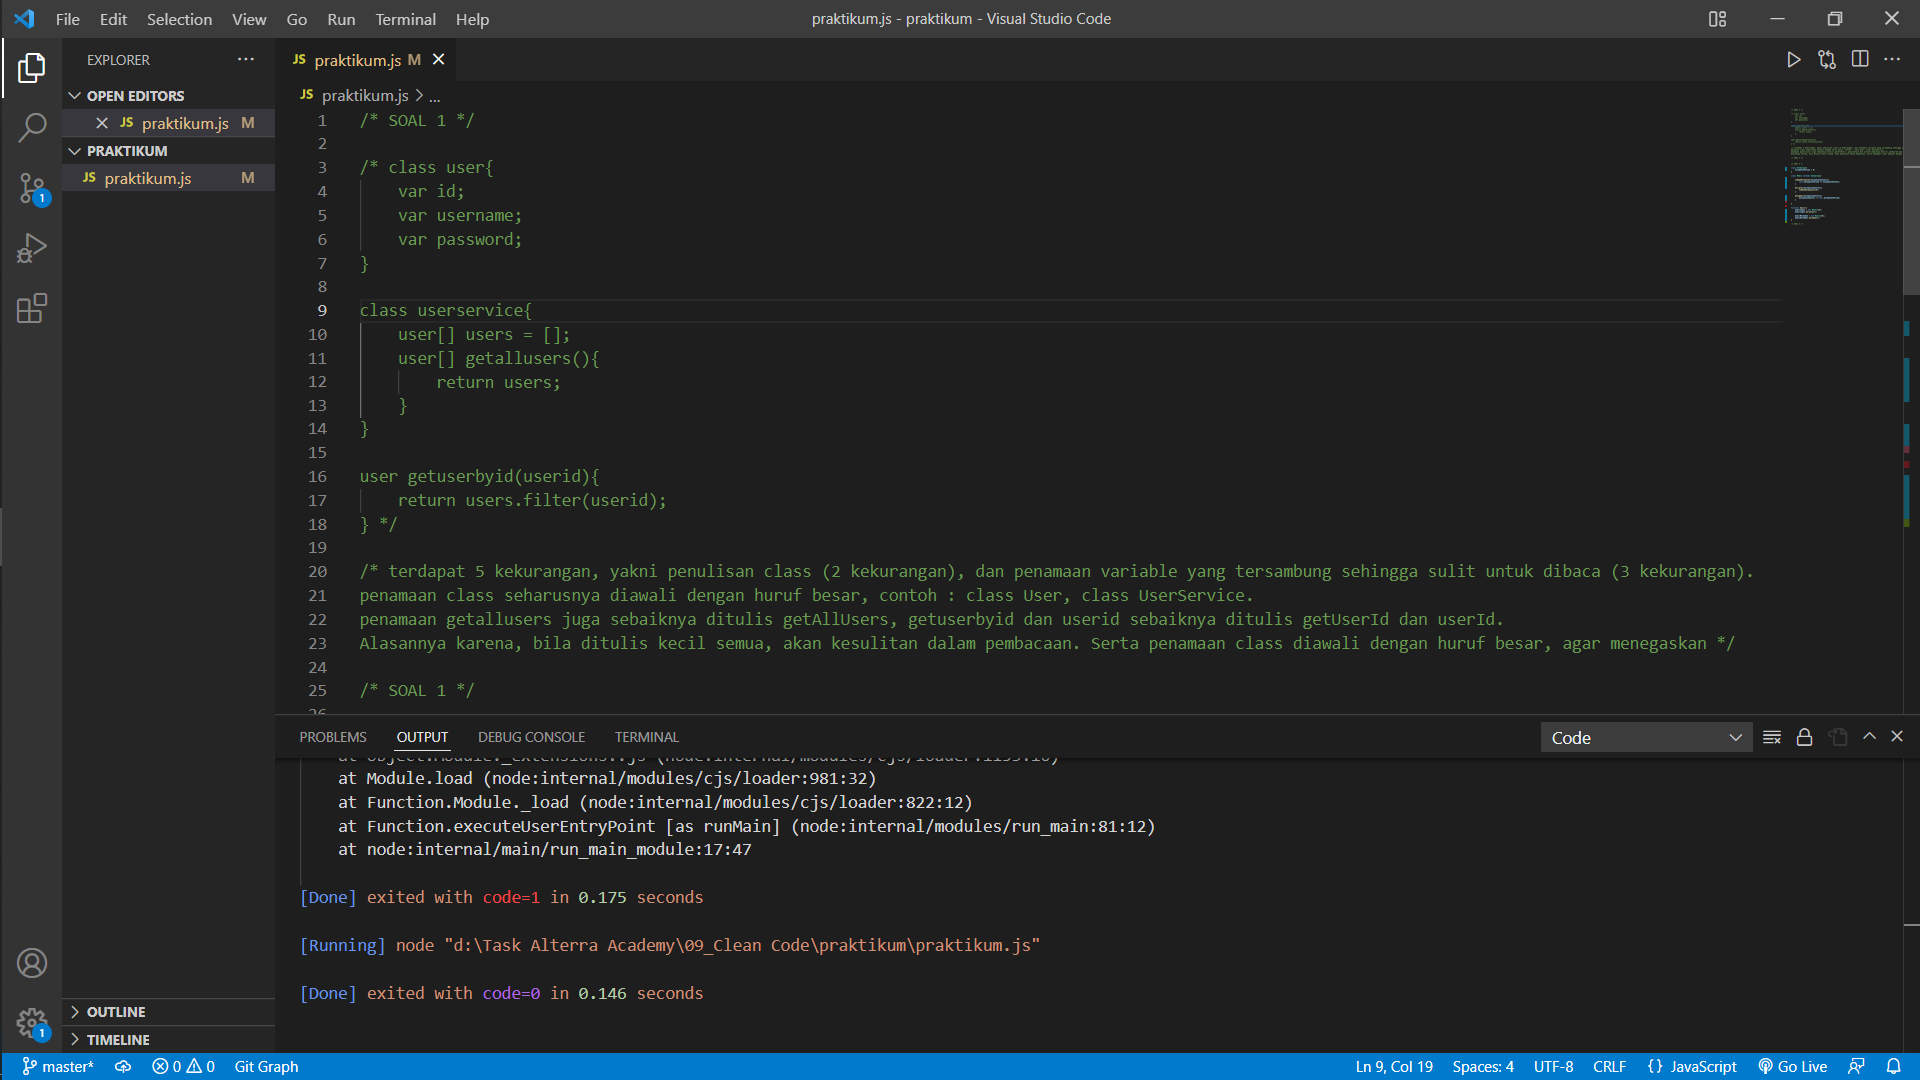 File Edit Selection View Go Run Terminal Help
praktikum.js - praktikum - Visual Studio Code
EXPLORER
OPEN EDITORS
JS praktikum.js M
PRAKTIKUM
JS praktikum.js M
OUTLINE
TIMELINE
JS praktikum.js M
JS praktikum.js > ...
1 /* SOAL 1 */
2
3 /* class user{
4 var id;
5 var username;
6 var password;
7 }
8
9 class userservice{
10 user[] users = [];
11 user[] getallusers(){
12 return users;
13 }
14 }
15
16 user getuserbyid(userid){
17 return users.filter(userid);
18 } */
19
20 /* terdapat 5 kekurangan, yakni penulisan class (2 kekurangan), dan penamaan variable yang tersambung sehingga sulit untuk dibaca (3 kekurangan).
21 penamaan class seharusnya diawali dengan huruf besar, contoh : class User, class UserService.
22 penamaan getallusers juga sebaiknya ditulis getAllUsers, getuserbyid dan userid sebaiknya ditulis getUserId dan userId.
23 Alasannya karena, bila ditulis kecil semua, akan kesulitan dalam pembacaan. Serta penamaan class diawali dengan huruf besar, agar menegaskan */
24
25 /* SOAL 1 */
26
PROBLEMS OUTPUT DEBUG CONSOLE TERMINAL
Code
at Module.load (node:internal/modules/cjs/loader:981:32)
at Function.Module._load (node:internal/modules/cjs/loader:822:12)
at Function.executeUserEntryPoint [as runMain] (node:internal/modules/run_main:81:12)
at node:internal/main/run_main_module:17:47
[Done] exited with code=1 in 0.175 seconds
[Running] node "d:\Task Alterra Academy\09_Clean Code\praktikum\praktikum.js"
[Done] exited with code=0 in 0.146 seconds
1
1
master* 0 0 Git Graph
Ln 9, Col 19 Spaces: 4 UTF-8 CRLF {} JavaScript Go Live